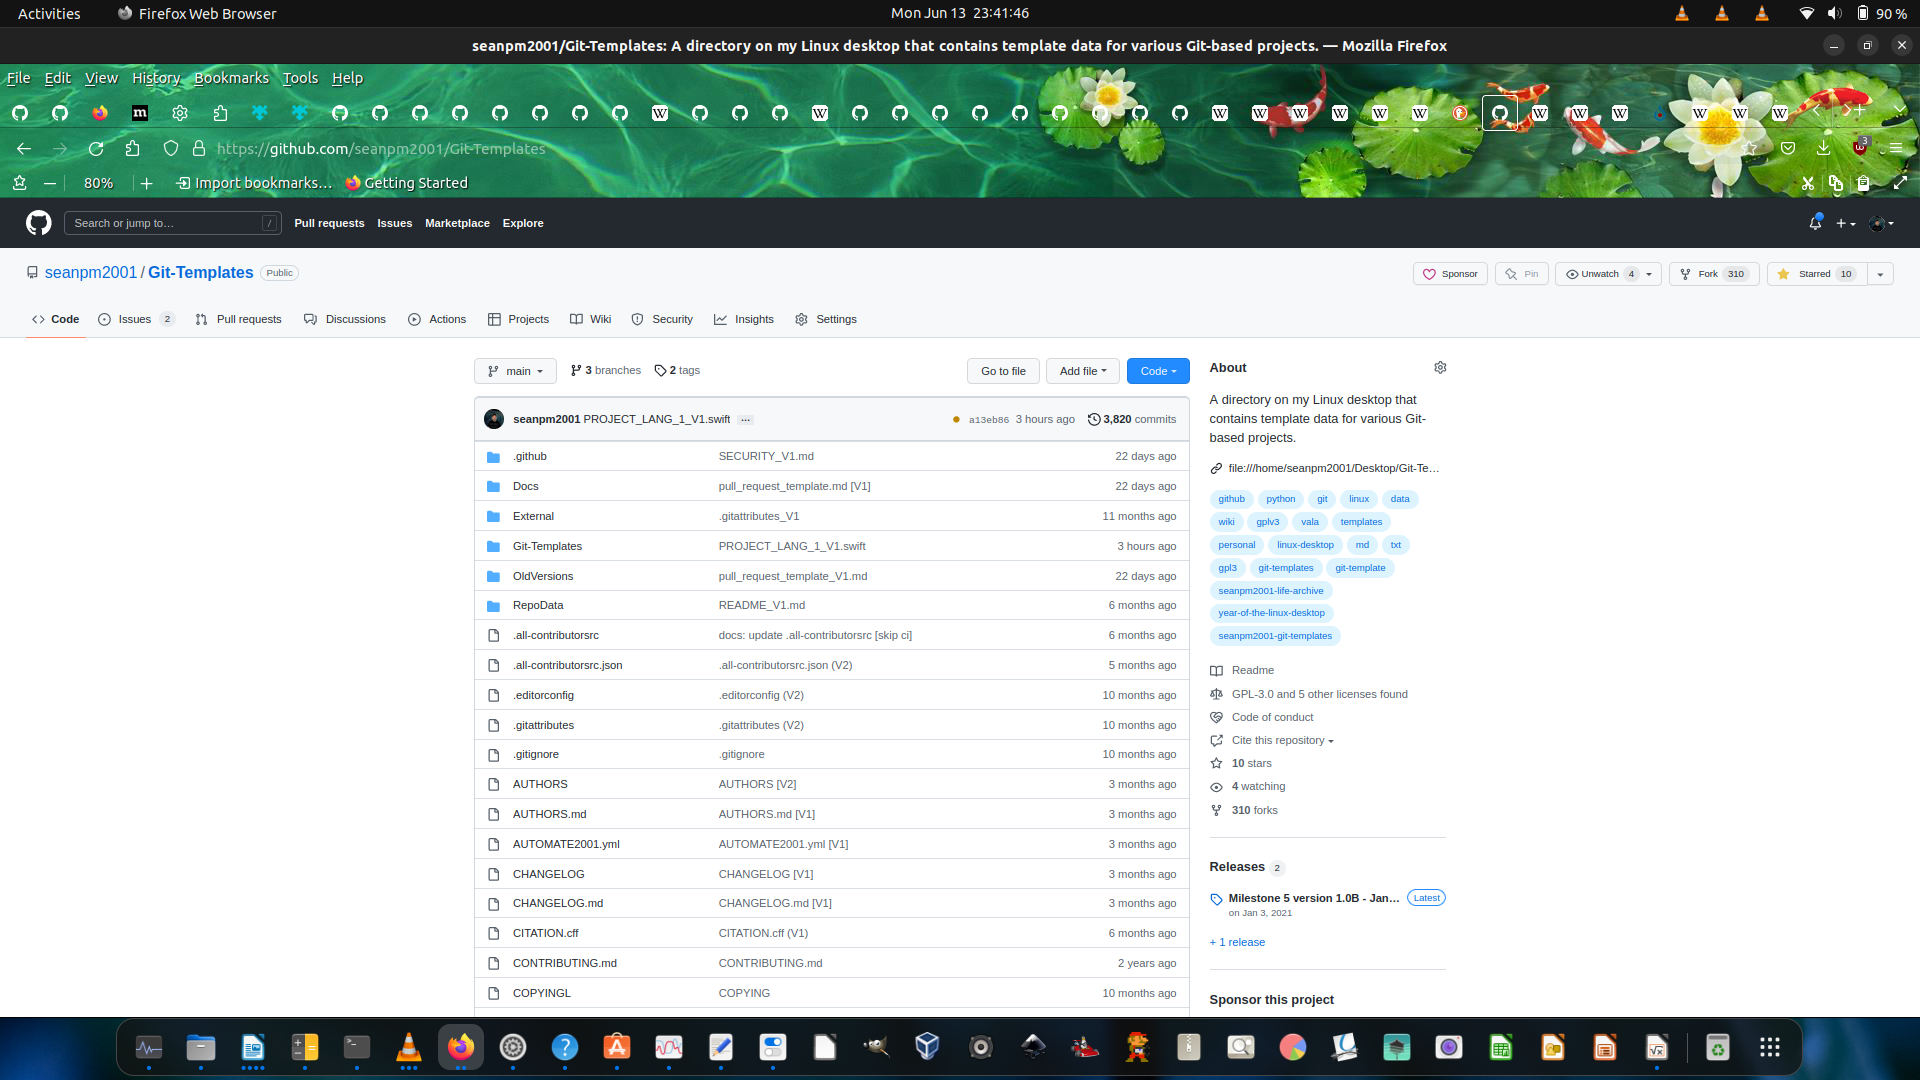 Activities Firefox Web Browser Mon Jun 13 23:41:46 90 %
seanpm2001/Git-Templates: A directory on my Linux desktop that contains template data for various Git-based projects. — Mozilla Firefox
File Edit View History Bookmarks Tools Help
https://github.com/seanpm2001/Git-Templates 3
80% Import bookmarks… Getting Started
Search or jump to… / Pull requests Issues Marketplace Explore
seanpm2001 / Git-Templates Public Sponsor Pin Unwatch 4 Fork 310 Starred 10
Code Issues 2 Pull requests Discussions Actions Projects Wiki Security Insights Settings
main 3 branches 2 tags Go to file Add file Code
seanpm2001 PROJECT_LANG_1_V1.swift ... a13eb86 3 hours ago 3,820 commits
.github SECURITY_V1.md 22 days ago
Docs pull_request_template.md [V1] 22 days ago
External .gitattributes_V1 11 months ago
Git-Templates PROJECT_LANG_1_V1.swift 3 hours ago
OldVersions pull_request_template_V1.md 22 days ago
RepoData README_V1.md 6 months ago
.all-contributorsrc docs: update .all-contributorsrc [skip ci] 6 months ago
.all-contributorsrc.json .all-contributorsrc.json (V2) 5 months ago
.editorconfig .editorconfig (V2) 10 months ago
.gitattributes .gitattributes (V2) 10 months ago
.gitignore .gitignore 10 months ago
AUTHORS AUTHORS [V2] 3 months ago
AUTHORS.md AUTHORS.md [V1] 3 months ago
AUTOMATE2001.yml AUTOMATE2001.yml [V1] 3 months ago
CHANGELOG CHANGELOG [V1] 3 months ago
CHANGELOG.md CHANGELOG.md [V1] 3 months ago
CITATION.cff CITATION.cff (V1) 6 months ago
CONTRIBUTING.md CONTRIBUTING.md 2 years ago
COPYINGL COPYING 10 months ago
About
A directory on my Linux desktop that
contains template data for various Git-
based projects.
file:///home/seanpm2001/Desktop/Git-Te…
github python git linux data
wiki gplv3 vala templates
personal linux-desktop md txt
gpl3 git-templates git-template
seanpm2001-life-archive
year-of-the-linux-desktop
seanpm2001-git-templates
Readme
GPL-3.0 and 5 other licenses found
Code of conduct
Cite this repository
10 stars
4 watching
310 forks
Releases 2
Milestone 5 version 1.0B - Jan… Latest
on Jan 3, 2021
+ 1 release
Sponsor this project